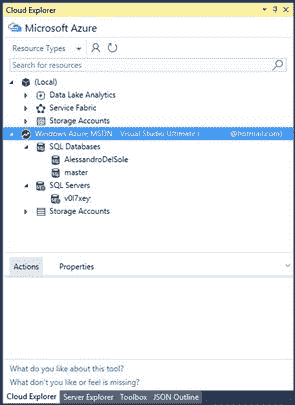 Cloud Explorer
Microsoft Azure
Resource Types
Search for resources
(Local)
Data Lake Analytics
Service Fabric
Storage Accounts
Windows Azure MSDN - Visual Studio Ultimate ( @hotmail.com)
SQL Databases
AlessandroDelSole
master
SQL Servers
Storage Accounts
Actions Properties
What do you like about this tool?
What don't you like or feel is missing?
Cloud Explorer Server Explorer Toolbox JSON Outline